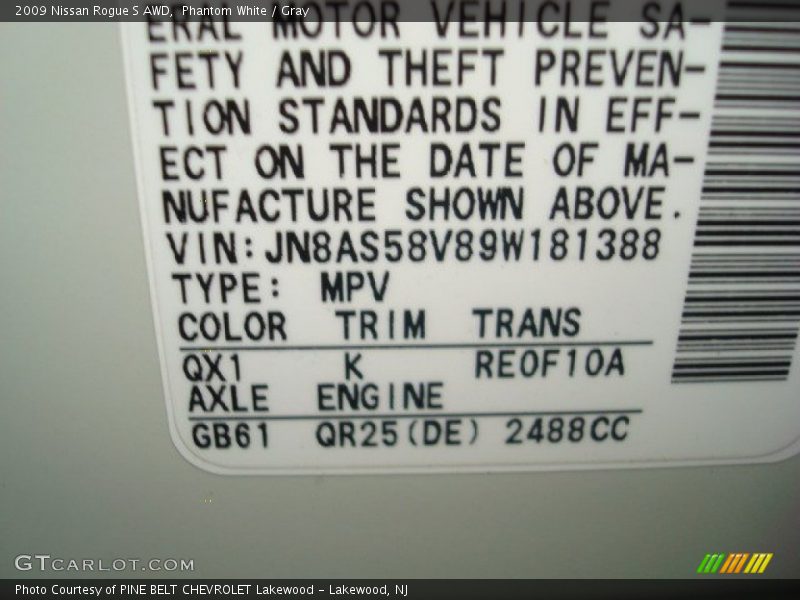 2009 Nissan Rogue S AWD, Phantom White / Gray
ERAL MOTOR VEHICLE SA-
FETY AND THEFT PREVEN-
TION STANDARDS IN EFF-
ECT ON THE DATE OF MA-
NUFACTURE SHOWN ABOVE.
VIN:JN8AS58V89W181388
TYPE: MPV
COLOR TRIM TRANS
QX1 K RE0F10A
AXLE ENGINE
GB61 QR25(DE) 2488CC
GTCARLOT.COM
Photo Courtesy of PINE BELT CHEVROLET Lakewood - Lakewood, NJ